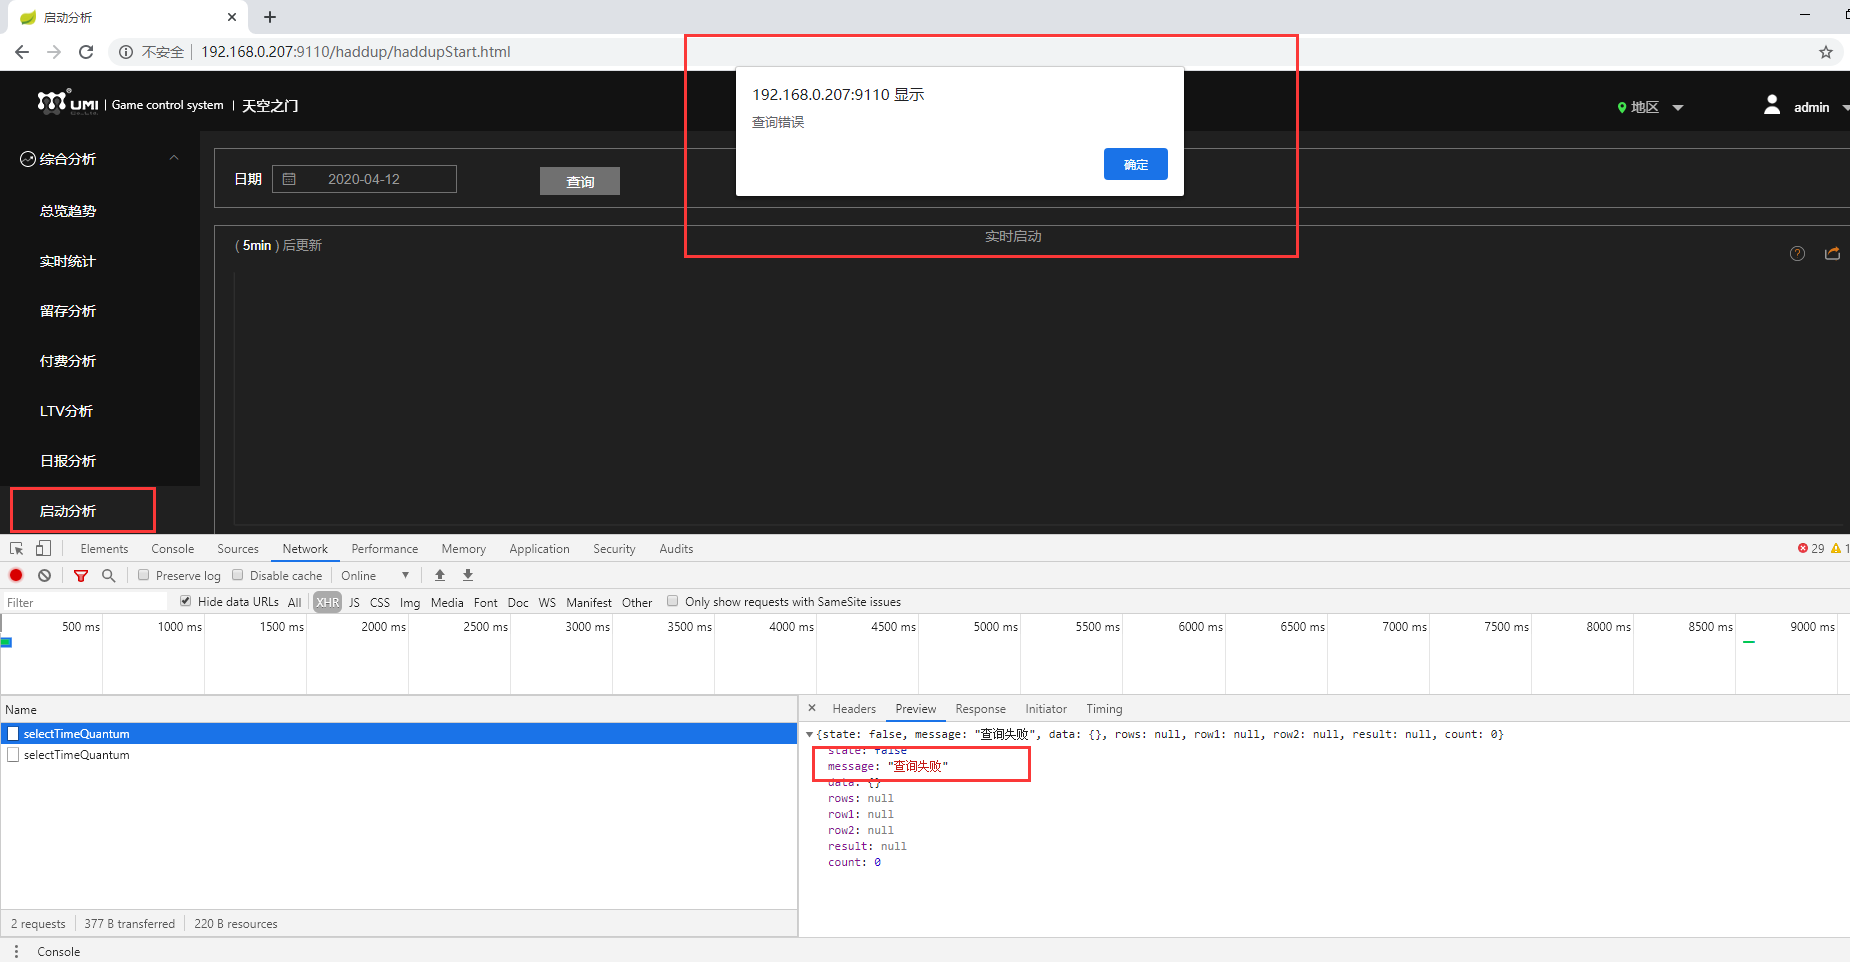 启动分析
不安全 192.168.0.207:9110/haddup/haddupStart.html
UMI | Game control system | 天空之门
地区
admin
192.168.0.207:9110 显示
查询错误
确定
综合分析
总览趋势
实时统计
留存分析
付费分析
LTV分析
日报分析
启动分析
日期 2020-04-12 查询
( 5min ) 后更新
实时启动
Elements Console Sources Network Performance Memory Application Security Audits 29 1
Preserve log Disable cache Online
Filter Hide data URLs All XHR JS CSS Img Media Font Doc WS Manifest Other Only show requests with SameSite issues
500 ms 1000 ms 1500 ms 2000 ms 2500 ms 3000 ms 3500 ms 4000 ms 4500 ms 5000 ms 5500 ms 6000 ms 6500 ms 7000 ms 7500 ms 8000 ms 8500 ms 9000 ms
Name
selectTimeQuantum
selectTimeQuantum
2 requests 377 B transferred 220 B resources
Headers Preview Response Initiator Timing
{state: false, message: "查询失败", data: {}, rows: null, row1: null, row2: null, result: null, count: 0}
state: false
message: "查询失败"
data: {}
rows: null
row1: null
row2: null
result: null
count: 0
Console